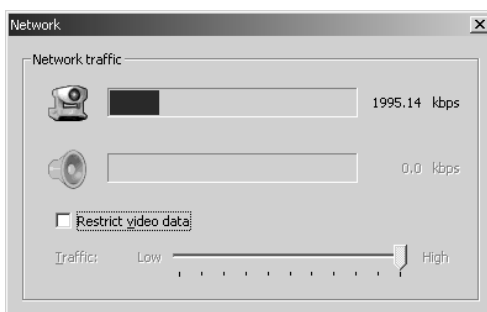 Network
Network traffic
1995.14 kbps
0.0 kbps
Restrict video data
Traffic: Low High